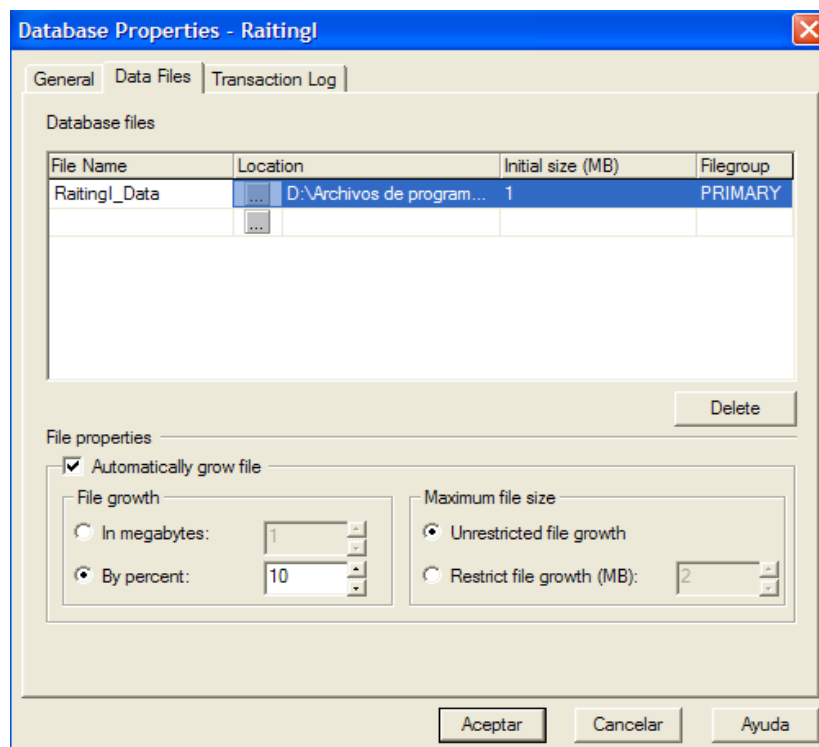 Database Properties - RaitingI
General Data Files Transaction Log
Database files
File Name Location Initial size (MB) Filegroup
RaitingI_Data ... D:\Archivos de program... 1 PRIMARY
...
Delete
File properties
Automatically grow file
File growth Maximum file size
In megabytes: 1 Unrestricted file growth
By percent: 10 Restrict file growth (MB): 2
Aceptar Cancelar Ayuda